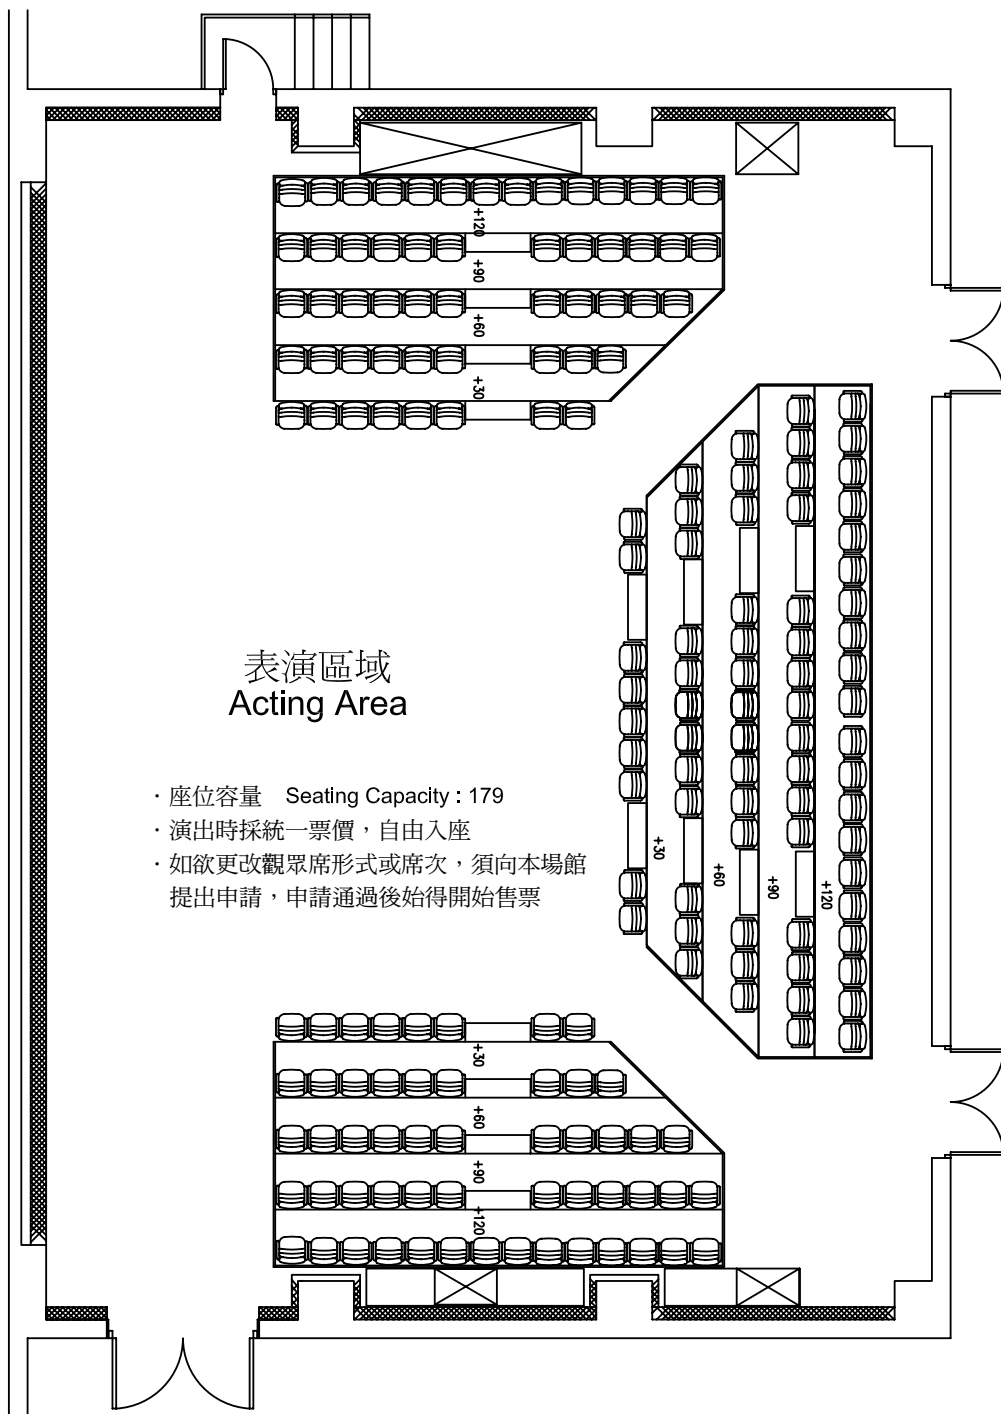 +120
+90
+60
+30
表演區域
Acting Area
· 座位容量 Seating Capacity : 179
· 演出時採統一票價，自由入座
· 如欲更改觀眾席形式或席次，須向本場館
提出申請，申請通過後始得開始售票
+30
+60
+90
+120
+30
+60
+90
+120